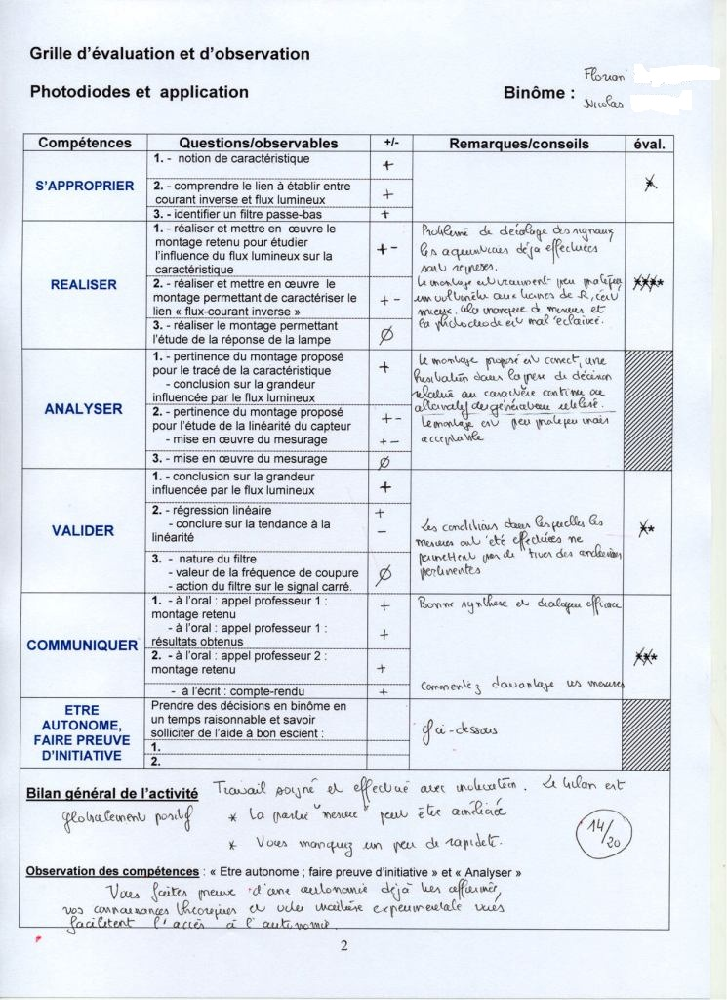 Grille d'évaluation et d'observation
Photodiodes et application
Binôme :
Florian
Nicolas
Compétences
Questions/observables
+/-
Remarques/conseils
éval.
S'APPROPRIER
1. - notion de caractéristique
+
2. - comprendre le lien à établir entre
courant inverse et flux lumineux
+
3. - identifier un filtre passe-bas
+
REALISER
1. - réaliser et mettre en œuvre le
montage retenu pour étudier
l'influence du flux lumineux sur la
caractéristique
+ -
2. - réaliser et mettre en œuvre le
montage permettant de caractériser le
lien « flux-courant inverse »
+ -
3. - réaliser le montage permettant
l'étude de la réponse de la lampe
Ø
Problème de décalage des signaux
les acquisitions déjà effectuées
sont reprises.
Le montage est vraiment peu
un voltmètre aux bornes de R, c'est
mieux. Il manque de mesures et
la photodiode est mal éclairée.
ANALYSER
1. - pertinence du montage proposé
pour le tracé de la caractéristique
- conclusion sur la grandeur
influencée par le flux lumineux
+
2. - pertinence du montage proposé
pour l'étude de la linéarité du capteur
+ -
- mise en œuvre du mesurage
+ -
3. - mise en œuvre du mesurage
Ø
Le montage proposé est correct, une
hésitation dans la prise de décision
relative au caractère continu ou
alternatif du générateur utilisé.
Le montage est peu mais
acceptable
VALIDER
1. - conclusion sur la grandeur
influencée par le flux lumineux
+
2. - régression linéaire
+
- conclure sur la tendance à la
linéarité
-
3. - nature du filtre
- valeur de la fréquence de coupure
- action du filtre sur le signal carré.
Ø
Les conditions dans lesquelles les
mesures ont été effectuées ne
permettent pas de tirer des conclusions
pertinentes
COMMUNIQUER
1. - à l'oral : appel professeur 1 :
montage retenu
+
- à l'oral : appel professeur 1 :
résultats obtenus
+
2. - à l'oral : appel professeur 2 :
montage retenu
+
- à l'écrit : compte-rendu
+
Bonne synthèse et dialogue efficace
Commentez davantage vos mesures
ETRE
AUTONOME,
FAIRE PREUVE
D'INITIATIVE
Prendre des décisions en binôme en
un temps raisonnable et savoir
solliciter de l'aide à bon escient :
1.
2.
ci-dessous
Bilan général de l'activité Travail soigné et effectué avec motivation. Le bilan est
globalement positif * La partie "mesure" peut être améliorée
* Vous manquez un peu de rapidité.
14/20
Observation des compétences : « Etre autonome ; faire preuve d'initiative » et « Analyser »
Vous faites preuve d'une autonomie déjà bien affirmée,
vos connaissances théoriques et votre maîtrise expérimentale vous
facilitent l'accès à l'autonomie.
2